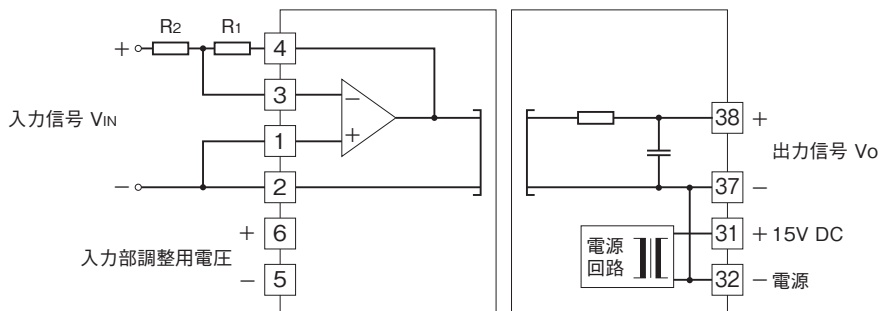 R2 R1
+ 4
3 −
入力信号 VIN
1 +
− 2
+ 6
入力部調整用電圧
− 5
38 +
出力信号 Vo
37 −
電源
回路
31 + 15V DC
32 − 電源